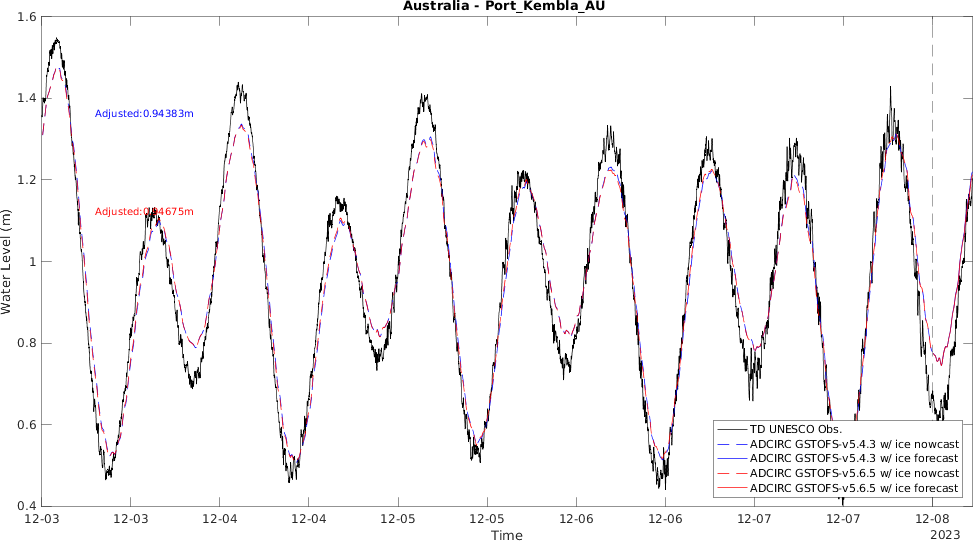 Australia - Port_Kembla_AU
1.6
1.4
1.2
1
0.8
0.6
0.4
Water Level (m)
Adjusted:0.94383m
Adjusted:0.94675m
TD UNESCO Obs.
ADCIRC GSTOFS-v5.4.3 w/ ice nowcast
ADCIRC GSTOFS-v5.4.3 w/ ice forecast
ADCIRC GSTOFS-v5.6.5 w/ ice nowcast
ADCIRC GSTOFS-v5.6.5 w/ ice forecast
12-03 12-03 12-04 12-04 12-05 12-05 12-06 12-06 12-07 12-07 12-08
Time
2023